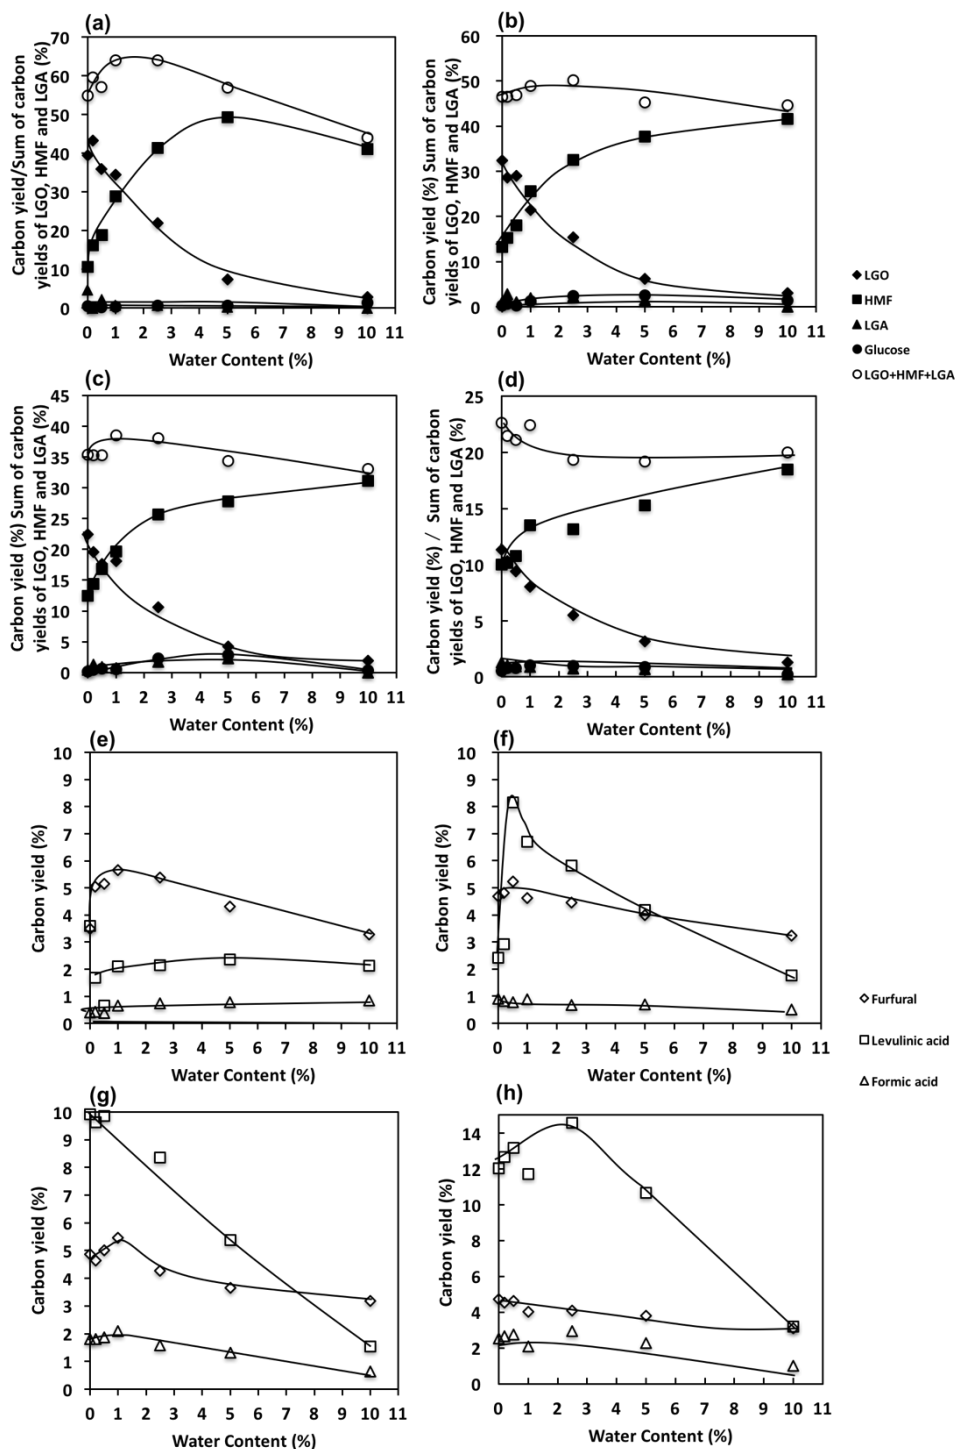 (a)
70
60
50
40
30
20
10
0
0 1 2 3 4 5 6 7 8 9 10 11
Water Content (%)
Carbon yield/Sum of carbon
yields of LGO, HMF and LGA (%)
(b)
60
50
40
30
20
10
0
0 1 2 3 4 5 6 7 8 9 10 11
Water Content (%)
Carbon yield (%) Sum of carbon
yields of LGO, HMF and LGA (%)
LGO
HMF
LGA
Glucose
LGO+HMF+LGA
(c)
45
40
35
30
25
20
15
10
5
0
0 1 2 3 4 5 6 7 8 9 10 11
Water Content (%)
Carbon yield (%) Sum of carbon
yields of LGO, HMF and LGA (%)
(d)
25
20
15
10
5
0
0 1 2 3 4 5 6 7 8 9 10 11
Water Content (%)
Carbon yield (%) / Sum of carbon
yields of LGO, HMF and LGA (%)
(e)
10
9
8
7
6
5
4
3
2
1
0
0 1 2 3 4 5 6 7 8 9 10 11
Water Content (%)
Carbon yield (%)
(f)
10
9
8
7
6
5
4
3
2
1
0
0 1 2 3 4 5 6 7 8 9 10 11
Water Content (%)
Carbon yield (%)
Furfural
Levulinic acid
Formic acid
(g)
10
9
8
7
6
5
4
3
2
1
0
0 1 2 3 4 5 6 7 8 9 10 11
Water Content (%)
Carbon yield (%)
(h)
14
12
10
8
6
4
2
0
0 1 2 3 4 5 6 7 8 9 10 11
Water Content (%)
Carbon yield (%)